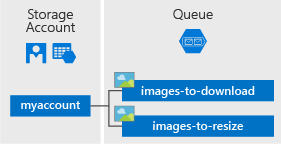 Storage
Account
Queue
myaccount
images-to-download
images-to-resize